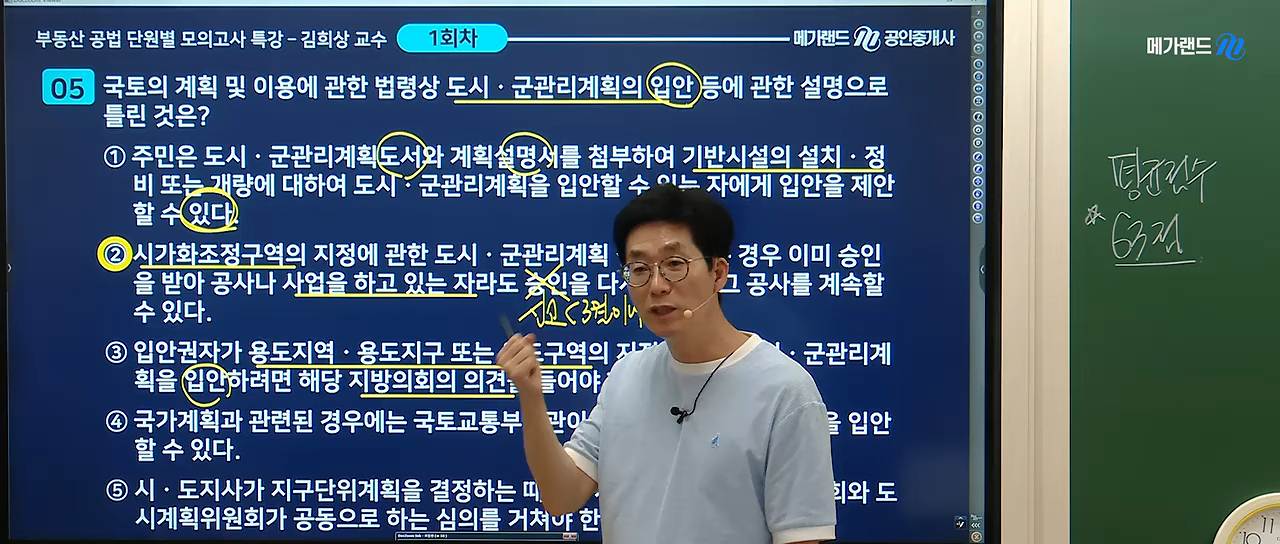 부동산 공법 단원별 모의고사 특강 – 김희상 교수 1회차 메가랜드 공인중개사
메가랜드
05 국토의 계획 및 이용에 관한 법령상 도시 · 군관리계획의 입안 등에 관한 설명으로
틀린 것은?
① 주민은 도시 · 군관리계획도서와 계획설명서를 첨부하여 기반시설의 설치 · 정
비 또는 개량에 대하여 도시 · 군관리계획을 입안할 수 있는 자에게 입안을 제안
할 수 있다.
② 시가화조정구역의 지정에 관한 도시 · 군관리계획 경우 이미 승인
을 받아 공사나 사업을 하고 있는 자라도 승인을 다시 그 공사를 계속할
신고 (3월이내
수 있다.
③ 입안권자가 용도지역 · 용도지구 또는 용도구역의 지정 · 군관리계
획을 입안하려면 해당 지방의회의 의견을 들어야
④ 국가계획과 관련된 경우에는 국토교통부장관이 을 입안
할 수 있다.
⑤ 시 · 도지사가 지구단위계획을 결정하는 때 회와 도
시계획위원회가 공동으로 하는 심의를 거쳐야 한
평균점수
63점
11
10